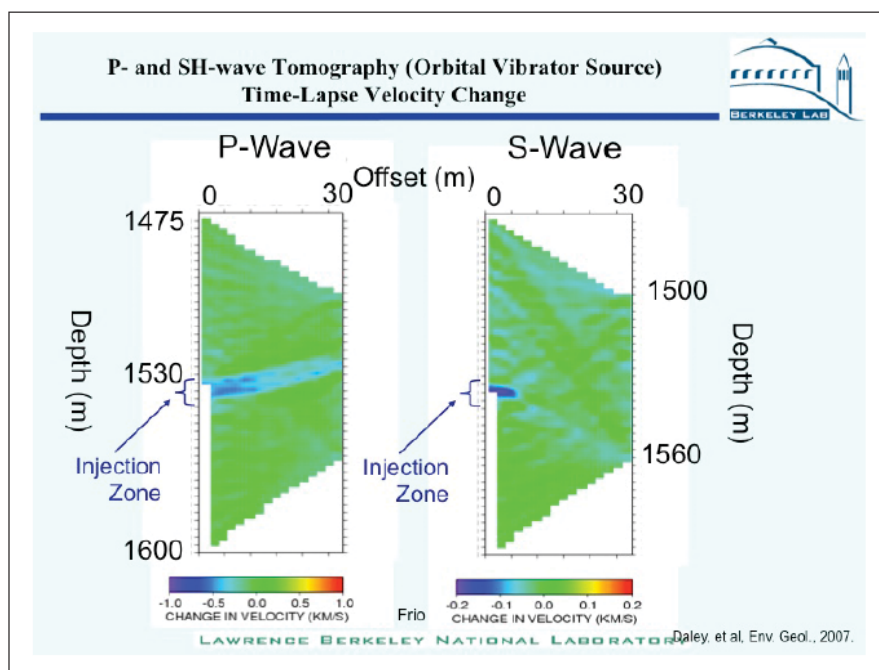 P- and SH-wave Tomography (Orbital Vibrator Source)
Time-Lapse Velocity Change
BERKELEY LAB
P-Wave
S-Wave
Offset (m)
0
30
0
30
1475
1500
Depth (m)
1530
Depth (m)
1560
Injection
Zone
Injection
Zone
1600
-1.0 -0.5 0.0 0.5 1.0
CHANGE IN VELOCITY (KM/S)
Frio
-0.2 -0.1 0.0 0.1 0.2
CHANGE IN VELOCITY (KM/S)
LAWRENCE BERKELEY NATIONAL LABORATORY
Daley, et al, Env. Geol., 2007.